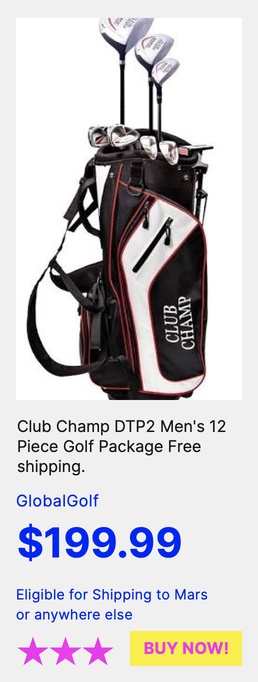 CLUB
CHAMP
Club Champ DTP2 Men's 12
Piece Golf Package Free
shipping.
GlobalGolf
$199.99
Eligible for Shipping to Mars
or anywhere else
BUY NOW!